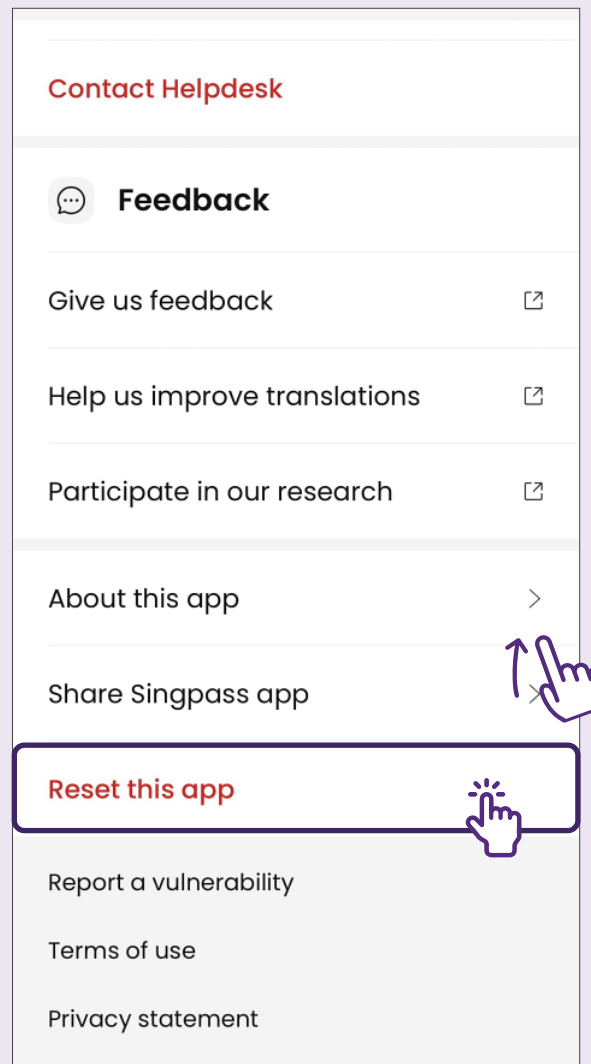 Contact Helpdesk
Feedback
Give us feedback
Help us improve translations
Participate in our research
About this app
Share Singpass app
Reset this app
Report a vulnerability
Terms of use
Privacy statement